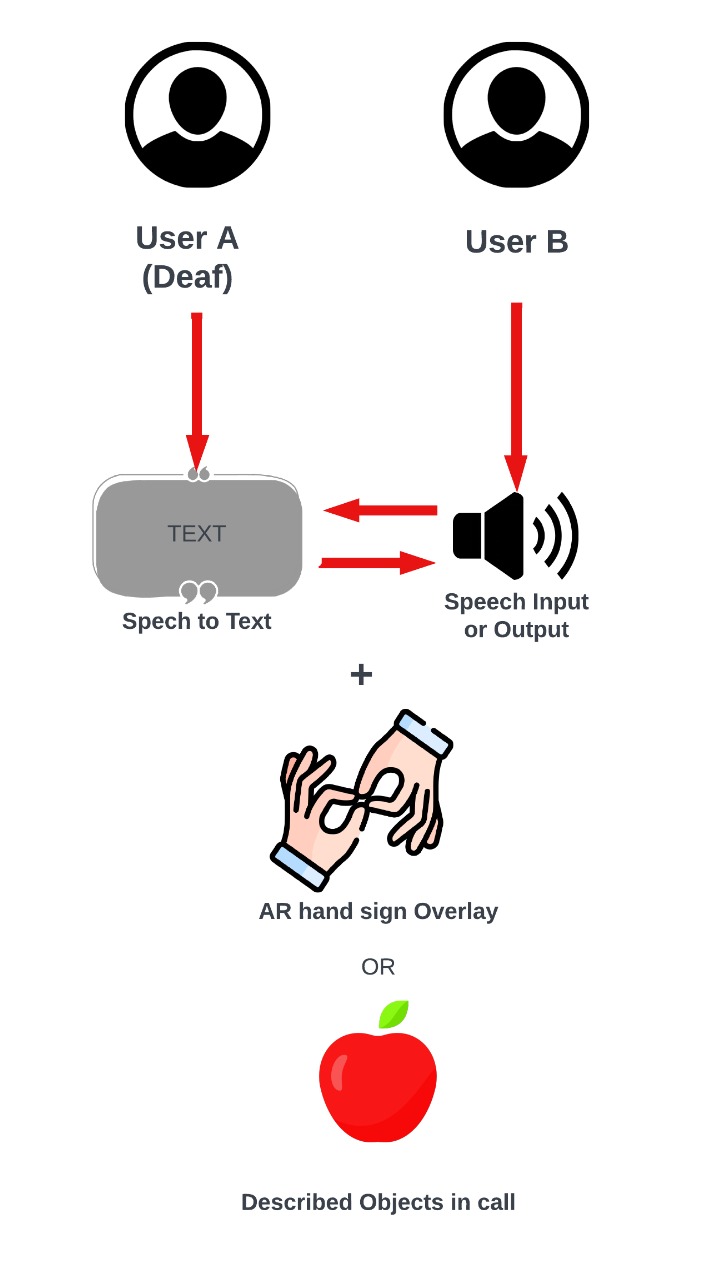 User A
(Deaf)
User B
TEXT
Spech to Text
Speech Input
or Output
+
AR hand sign Overlay
OR
Described Objects in call